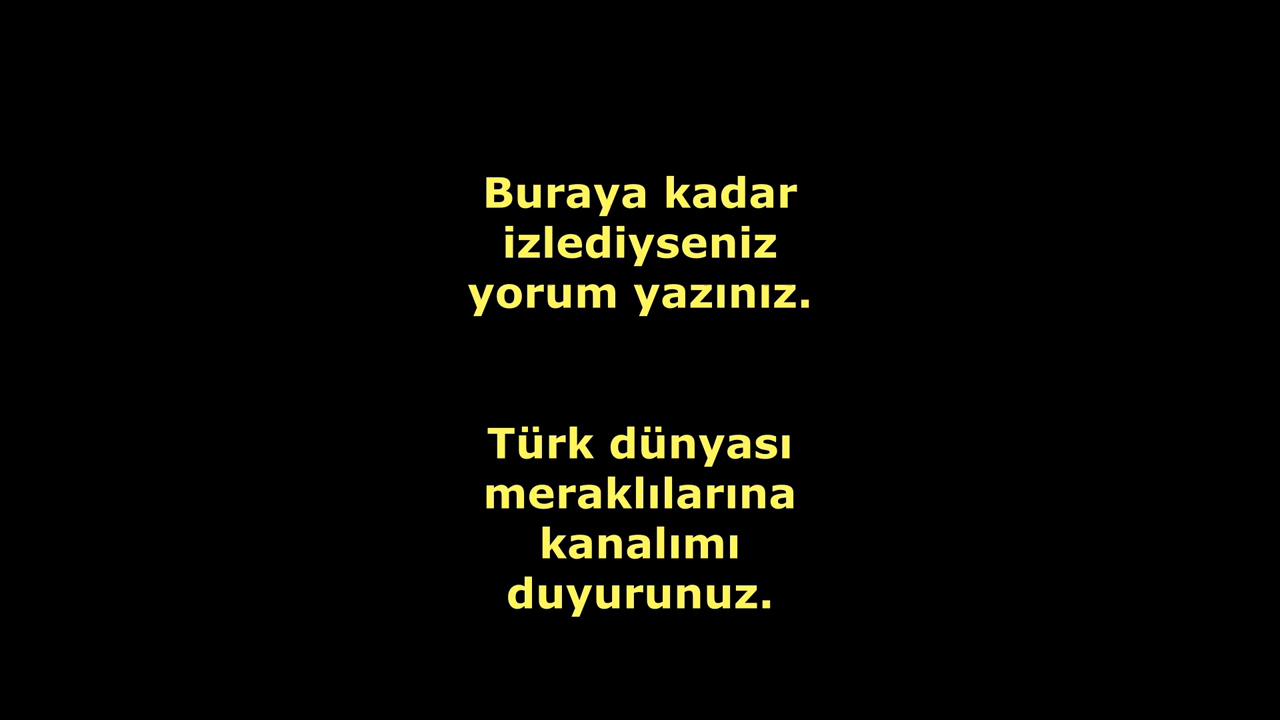 Buraya kadar
izlediyseniz
yorum yazınız.
Türk dünyası
meraklılarına
kanalımı
duyurunuz.